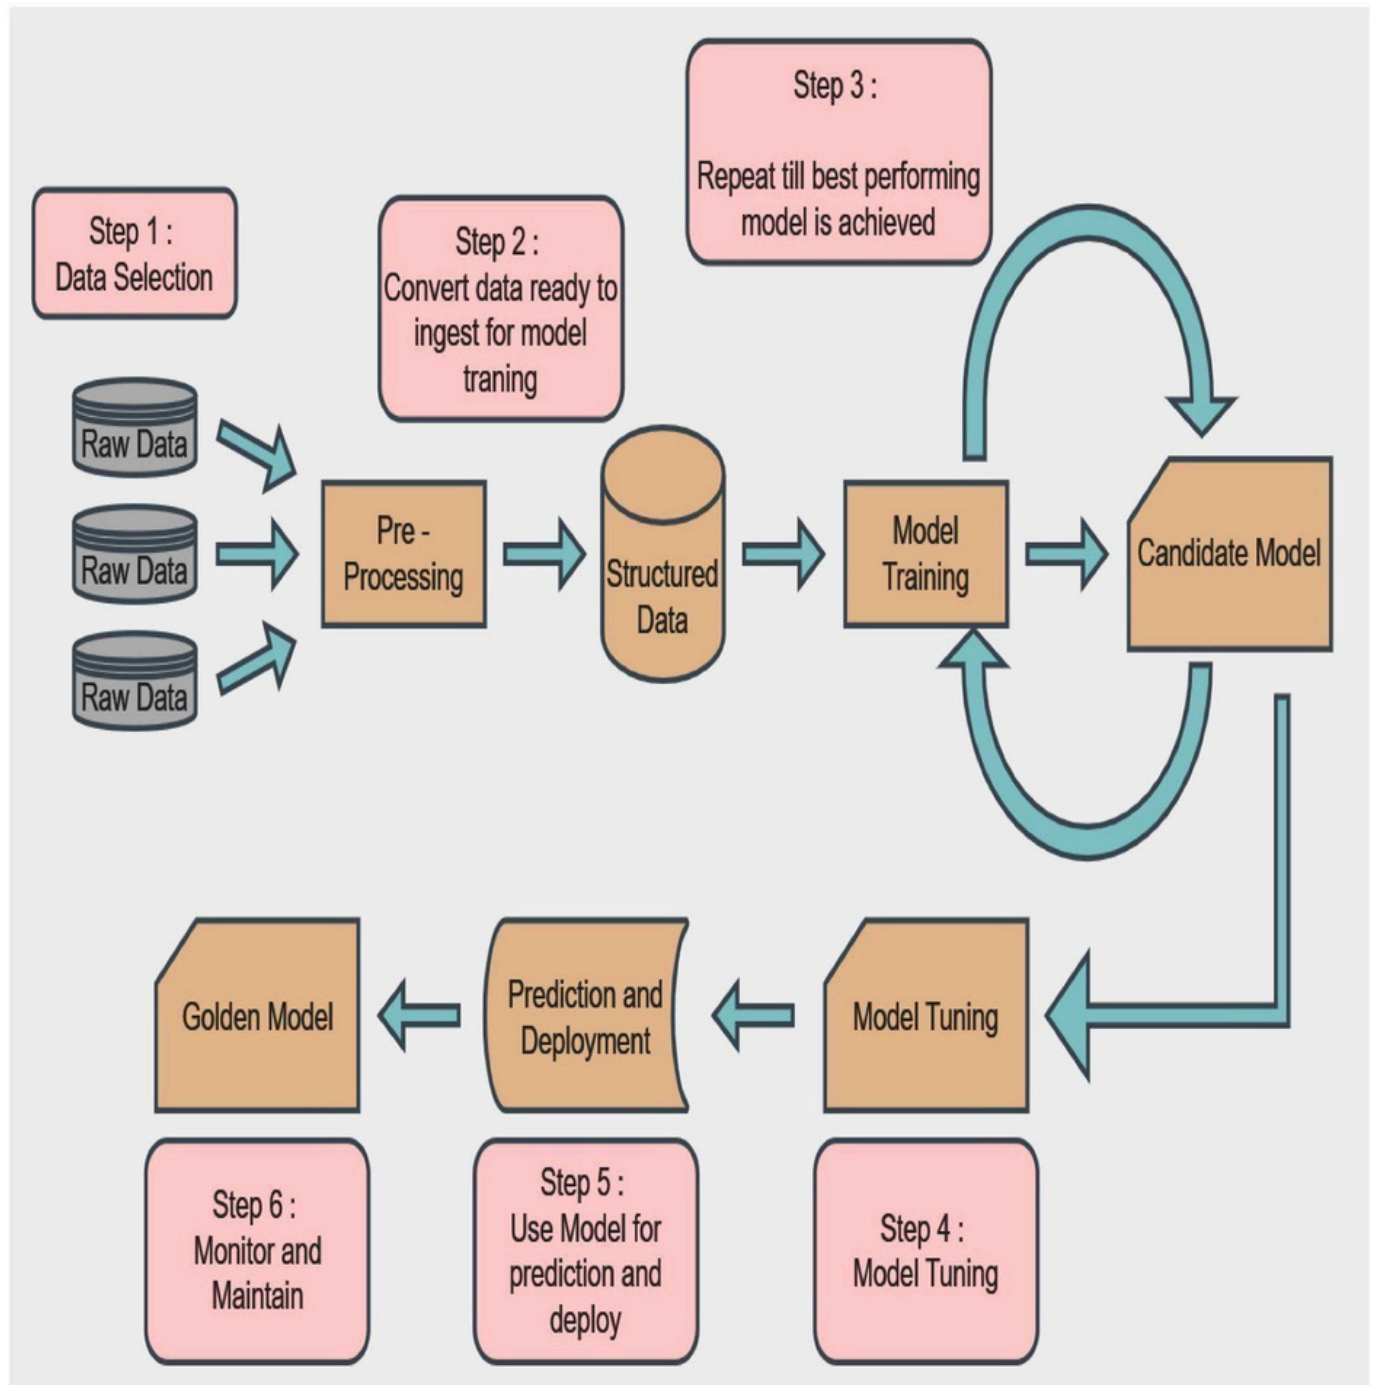 Step 1 :
Data Selection
Step 2 :
Convert data ready to
ingest for model
traning
Step 3 :
Repeat till best performing
model is achieved
Raw Data
Raw Data
Raw Data
Pre -
Processing
Structured
Data
Model
Training
Candidate Model
Golden Model
Prediction and
Deployment
Model Tuning
Step 6 :
Monitor and
Maintain
Step 5 :
Use Model for
prediction and
deploy
Step 4 :
Model Tuning